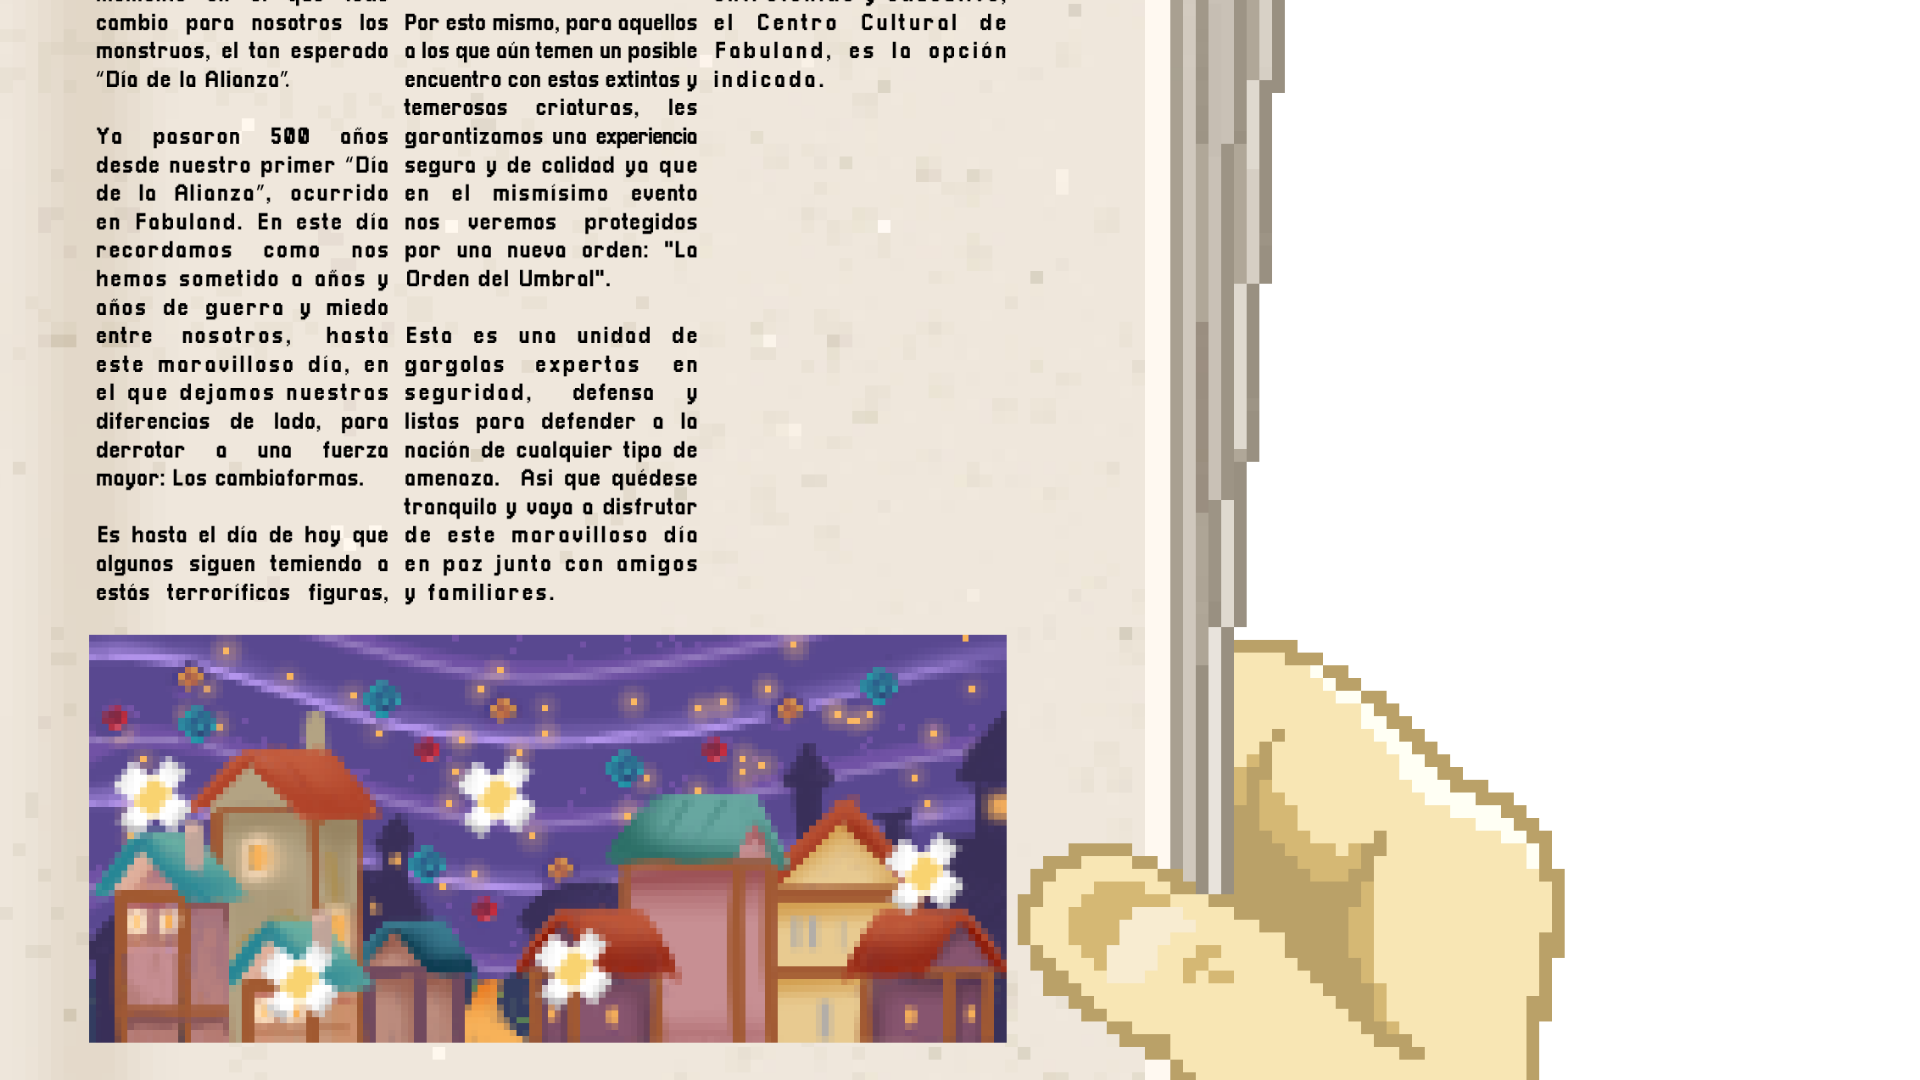 cambio para nosotros los
monstruos, el tan esperado
"Día de la Alianza".
Ya pasaron 500 años
desde nuestro primer "Día
de la Alianza", ocurrido
en Fabuland. En este día
recordamos como nos
hemos sometido a años y
años de guerra y miedo
entre nosotros, hasta
este maravilloso día, en
el que dejamos nuestras
diferencias de lado, para
derrotar a una fuerza
mayor: Los cambiaformas.
Es hasta el día de hoy que
algunos siguen temiendo a
estás terroríficas figuras,
Por esto mismo, para aquellos
a los que aún temen un posible
encuentro con estas extintas y
temerosas criaturas, les
garantizamos una experiencia
segura y de calidad ya que
en el mismísimo evento
nos veremos protegidos
por una nueva orden: "La
Orden del Umbral".
Esta es una unidad de
gargolas expertas en
seguridad, defensa y
listas para defender a la
nación de cualquier tipo de
amenaza. Asi que quédese
tranquilo y vaya a disfrutar
de este maravilloso día
en paz junto con amigos
y familiares.
el Centro Cultural de
Fabuland, es la opción
indicada.